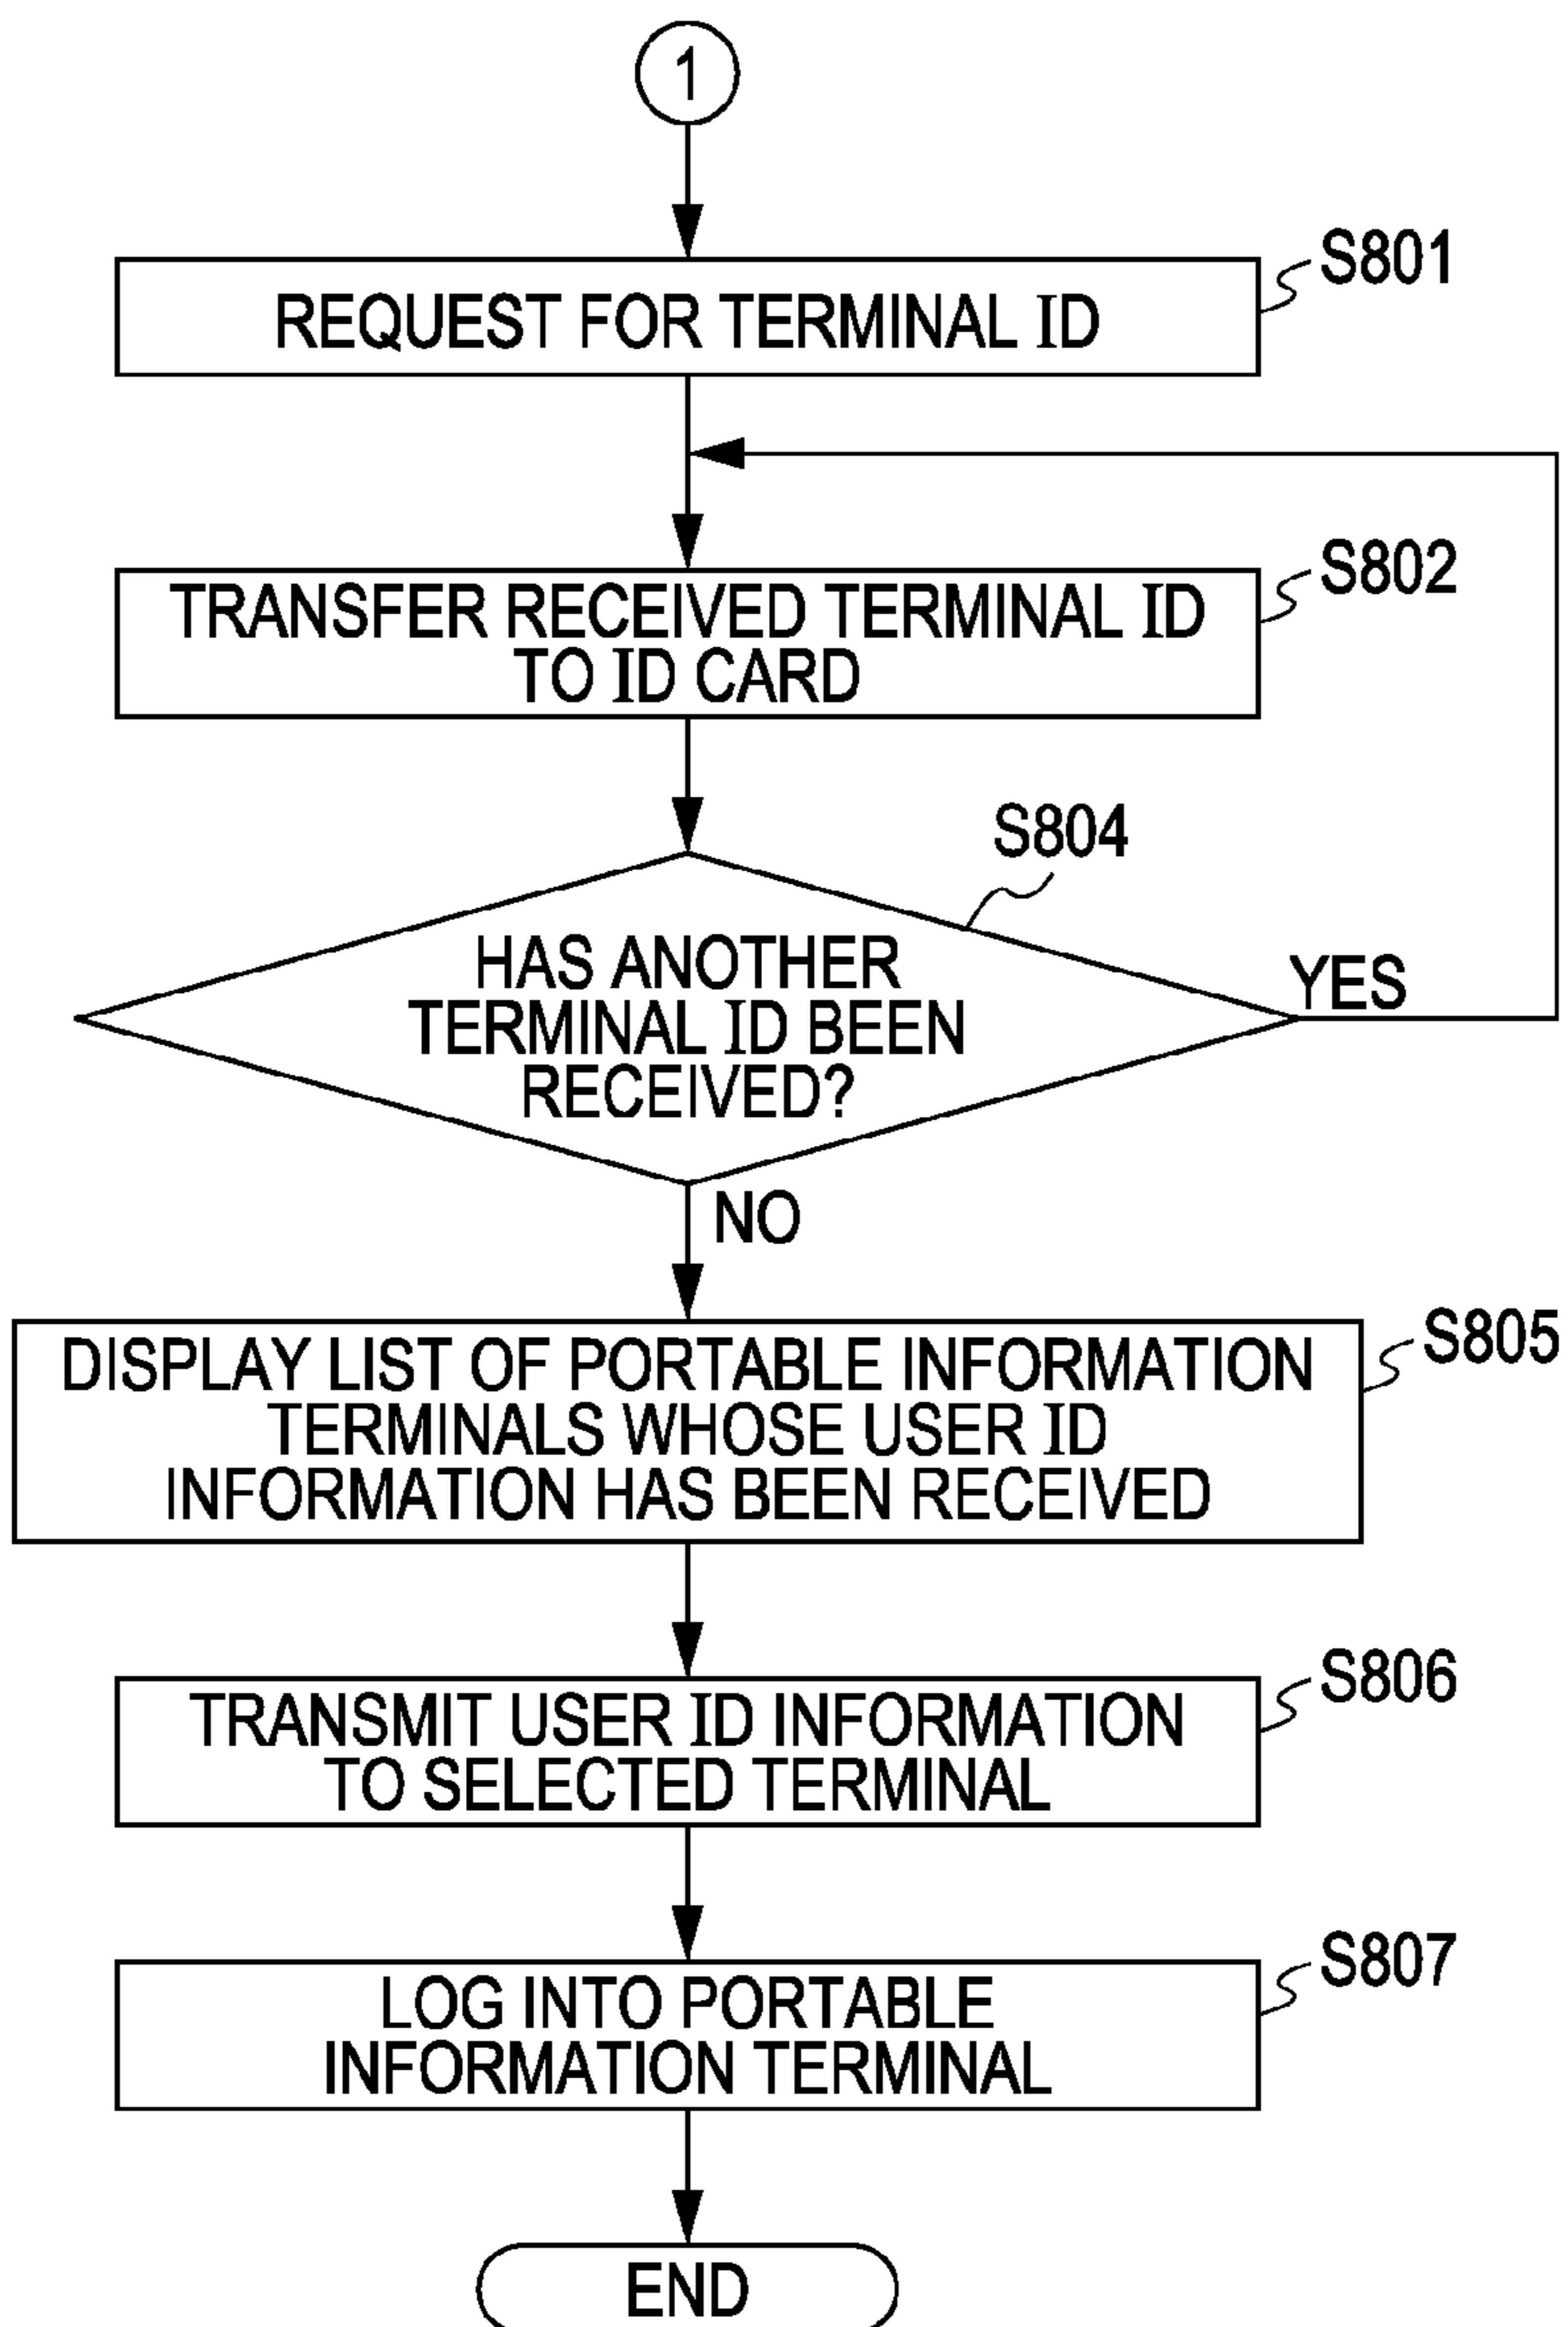 1
S801
REQUEST FOR TERMINAL ID
S802
TRANSFER RECEIVED TERMINAL ID
TO ID CARD
S804
HAS ANOTHER
TERMINAL ID BEEN
RECEIVED?
YES
NO
S805
DISPLAY LIST OF PORTABLE INFORMATION
TERMINALS WHOSE USER ID
INFORMATION HAS BEEN RECEIVED
S806
TRANSMIT USER ID INFORMATION
TO SELECTED TERMINAL
S807
LOG INTO PORTABLE
INFORMATION TERMINAL
END